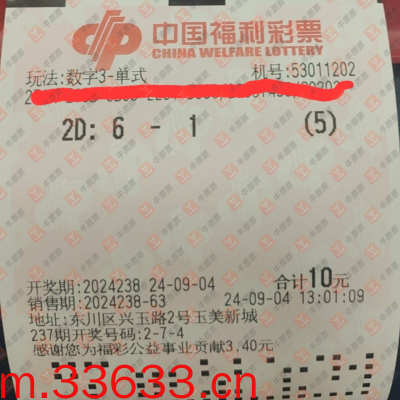 中国福利彩票
CHINA WELFARE LOTTERY
玩法:数字3-单式 机号:53011202
2D: 6 - 1 (5)
开奖期:2024238 24-09-04 合计10元
销售期:2024238-63 24-09-04 13:01:09
地址:东川区兴玉路2号玉美新城
237期开奖号码:2-7-4
感谢您为福彩公益事业贡献3.40元
m.33633.cn